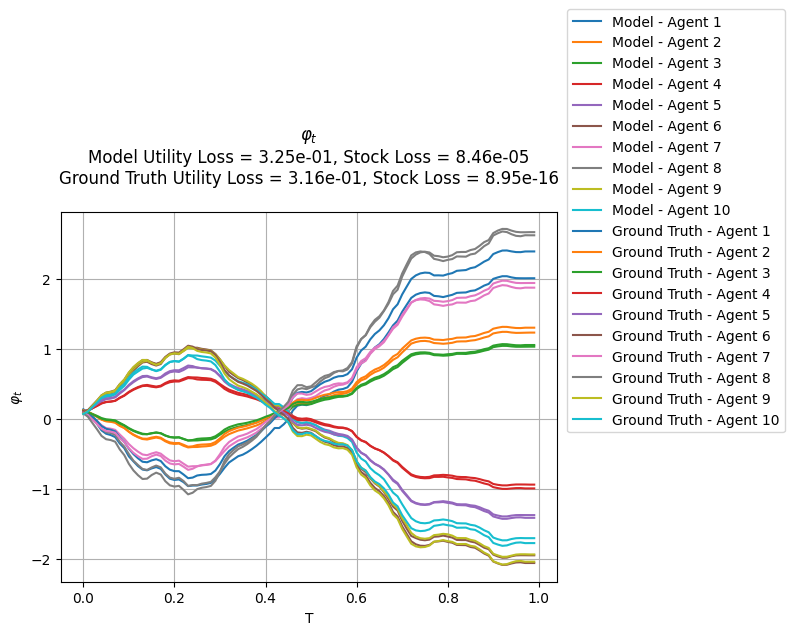 φt
Model Utility Loss = 3.25e-01, Stock Loss = 8.46e-05
Ground Truth Utility Loss = 3.16e-01, Stock Loss = 8.95e-16
Model - Agent 1
Model - Agent 2
Model - Agent 3
Model - Agent 4
Model - Agent 5
Model - Agent 6
Model - Agent 7
Model - Agent 8
Model - Agent 9
Model - Agent 10
Ground Truth - Agent 1
Ground Truth - Agent 2
Ground Truth - Agent 3
Ground Truth - Agent 4
Ground Truth - Agent 5
Ground Truth - Agent 6
Ground Truth - Agent 7
Ground Truth - Agent 8
Ground Truth - Agent 9
Ground Truth - Agent 10
φt
2
1
0
−1
−2
0.0 0.2 0.4 0.6 0.8 1.0
T